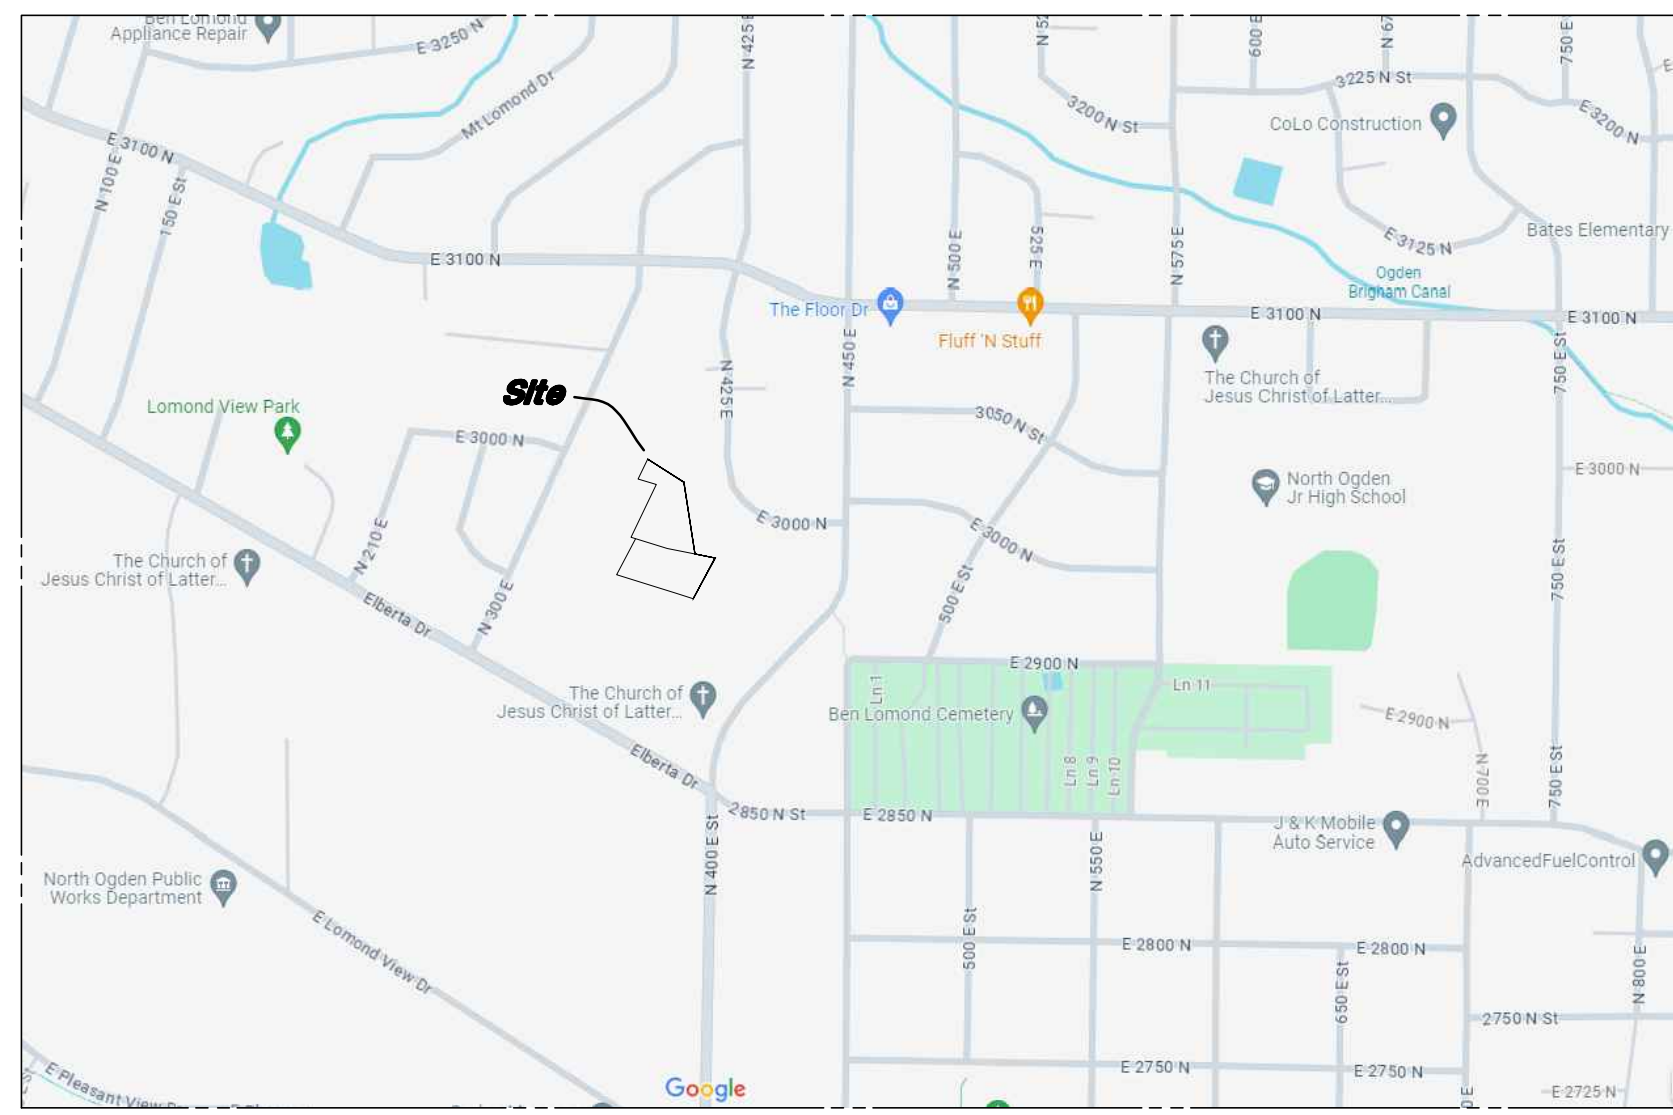 Ben Lomond
Appliance Repair
E 3250 N
N 425 E
600 E
750 E
Mt Lomond Dr
3200 N St
3225 N St
CoLo Construction
E 3200 N
E 3100 N
N 100 E
150 E St
E 3100 N
N 500 E
525 E
N 575 E
E 3125 N
Bates Elementary
Ogden
Brigham Canal
The Floor Dr
Fluff 'N Stuff
E 3100 N
E 3100 N
N 425 E
N 450 E
The Church of
Jesus Christ of Latter...
750 E St
Site
Lomond View Park
E 3000 N
3050 N St
E 3000 N
North Ogden
Jr High School
E 3000 N
E 3000 N
N 210 E
The Church of
Jesus Christ of Latter...
Elberta Dr
N 300 E
500 E St
750 E St
E 2900 N
The Church of
Jesus Christ of Latter...
Ln 1
Ln 11
Ben Lomond Cemetery
E 2900 N
Elberta Dr
Ln 8
Ln 9
Ln 10
N 700 E
750 E St
2850 N St
E 2850 N
J & K Mobile
Auto Service
AdvancedFuelControl
N 400 E St
N 550 E
North Ogden Public
Works Department
E Lomond View Dr
500 E St
E 2800 N
E 2800 N
650 E St
N 800 E
2750 N St
E 2750 N
E 2750 N
E 2725 N
Google
E Pleasant View